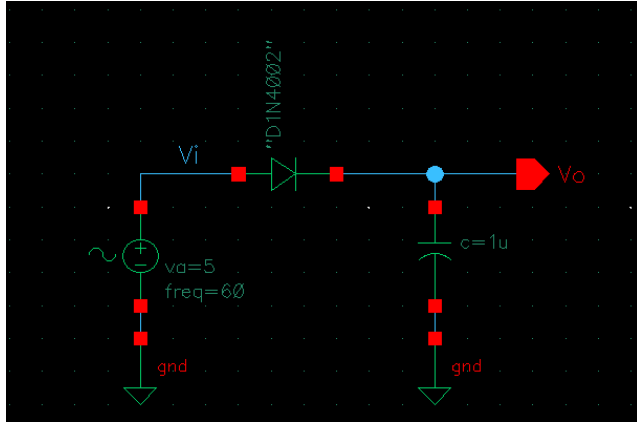 "D1N4002"
Vi
Vo
c=1u
va=5
freq=60
gnd
gnd